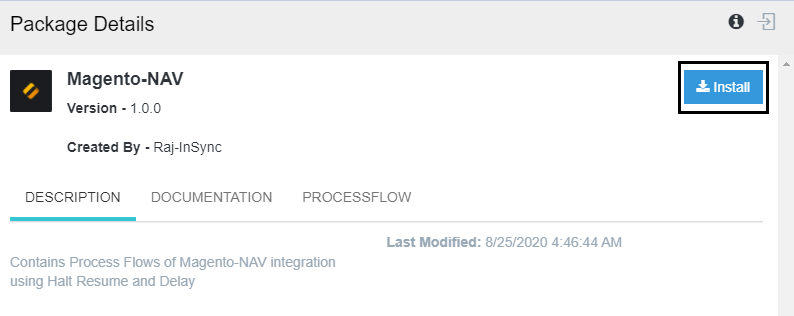 Package Details
Magento-NAV
Install
Version - 1.0.0
Created By - Raj-InSync
DESCRIPTION DOCUMENTATION PROCESSFLOW
Last Modified: 8/25/2020 4:46:44 AM
Contains Process Flows of Magento-NAV integration
using Halt Resume and Delay